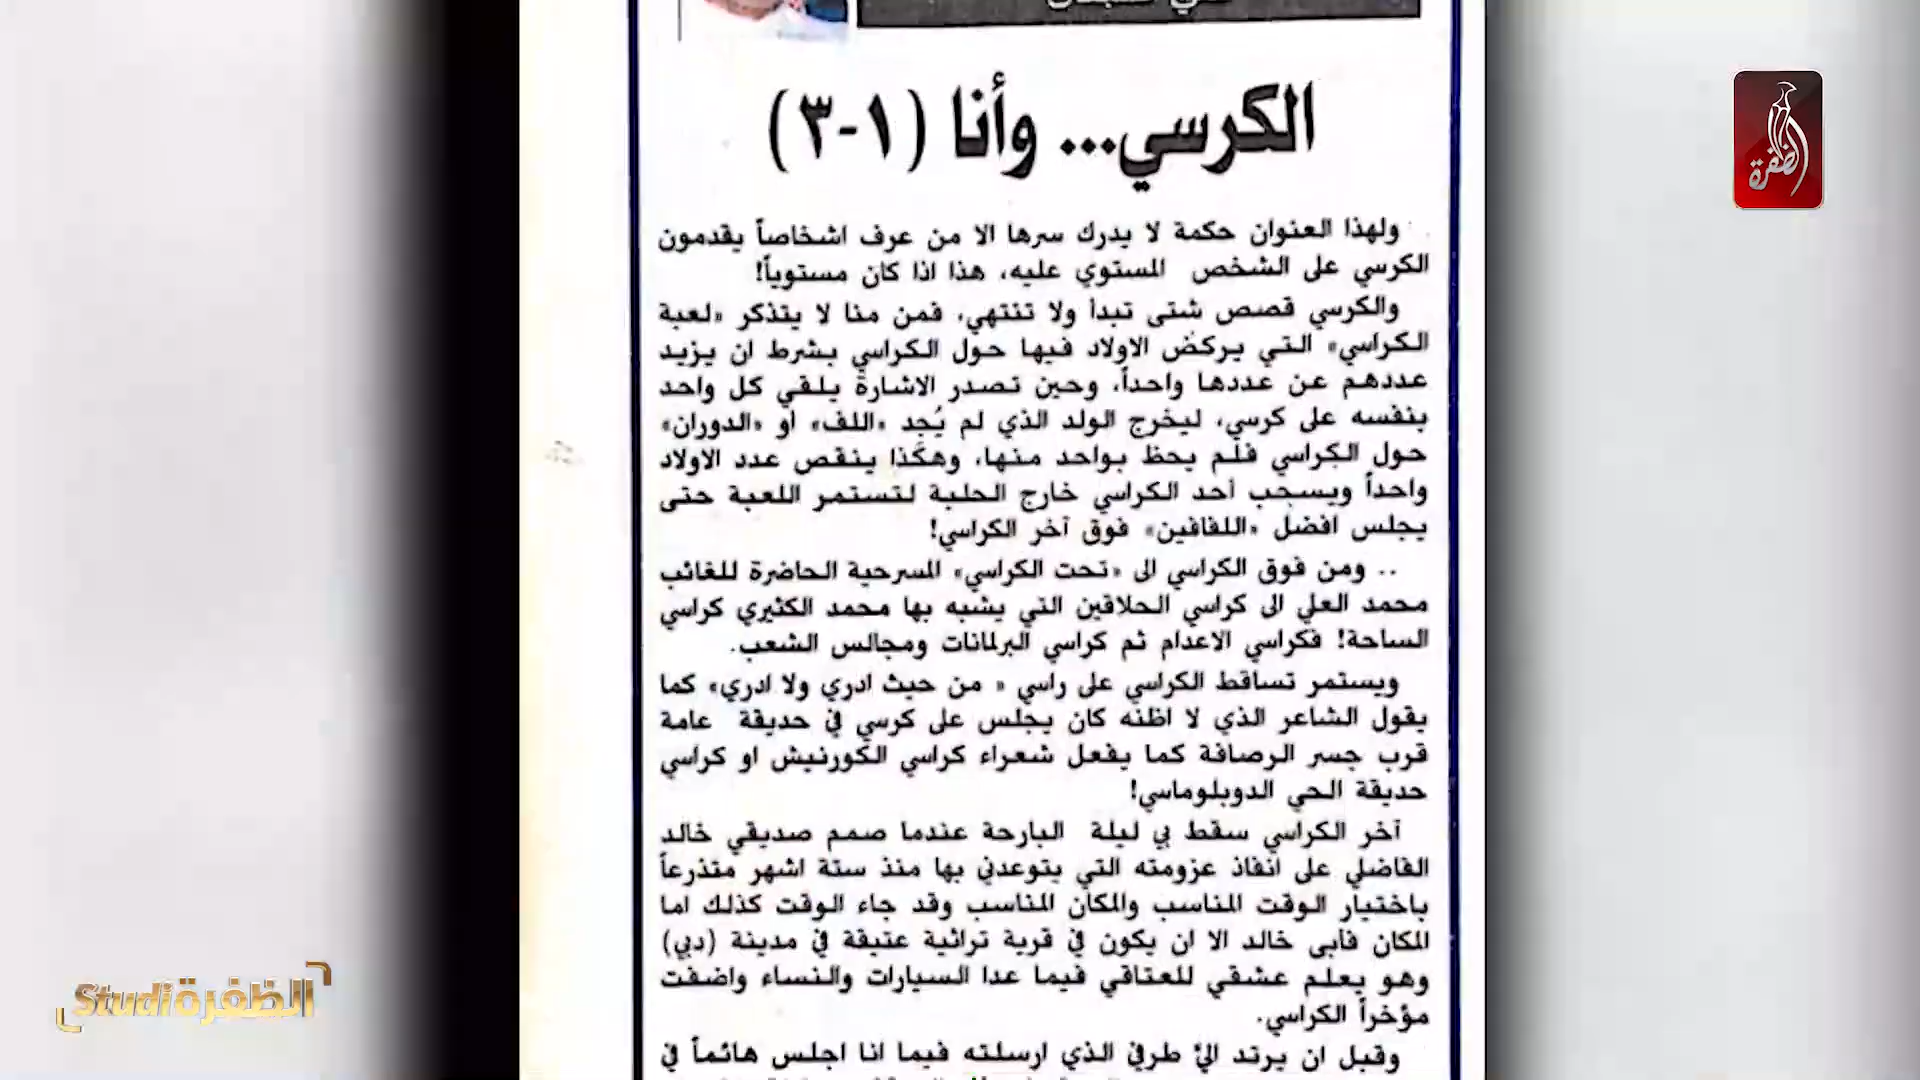 الكرسي... وأنا (١-٣)
ولهذا العنوان حكمة لا يدرك سرها الا من عرف اشخاصاً يقدمون
الكرسي على الشخص المستوي عليه، هذا اذا كان مستوياً!
والكرسي قصص شتى تبدأ ولا تنتهي، فمن منا لا يتذكر «لعبة
الكراسي» التي يركض الاولاد فيها حول الكراسي بشرط ان يزيد
عددهم عن عددها واحداً، وحين تصدر الاشارة يلقي كل واحد
بنفسه على كرسي، ليخرج الولد الذي لم يُجد «اللف» او «الدوران»
حول الكراسي فلم يحظ بواحد منها، وهكذا ينقص عدد الاولاد
واحداً ويسحب أحد الكراسي خارج الحلبة لتستمر اللعبة حتى
يجلس افضل «اللفافين» فوق آخر الكراسي!
.. ومن فوق الكراسي الى «تحت الكراسي» المسرحية الحاضرة للغائب
محمد العلي الى كراسي الحلاقين التي يشبه بها محمد الكثيري كراسي
الساحة! فكراسي الاعدام ثم كراسي البرلمانات ومجالس الشعب.
ويستمر تساقط الكراسي على راسي « من حيث ادري ولا ادري» كما
يقول الشاعر الذي لا اظنه كان يجلس على كرسي في حديقة عامة
قرب جسر الرصافة كما يفعل شعراء كراسي الكورنيش او كراسي
حديقة الحي الدوبلوماسي!
آخر الكراسي سقط بي ليلة البارحة عندما صمم صديقي خالد
الفاضلي على انفاذ عزومته التي يتوعدني بها منذ ستة اشهر متذرعاً
باختيار الوقت المناسب والمكان المناسب وقد جاء الوقت كذلك اما
المكان فأبى خالد الا ان يكون في قرية تراثية عتيقة في مدينة (دبي)
وهو يعلم عشقي للعتاقي فيما عدا السيارات والنساء واضفت
مؤخراً الكراسي.
وقبل ان يرتد اليّ طرفي الذي ارسلته فيما انا اجلس هائماً في
الظفرة
Studi الظفرة